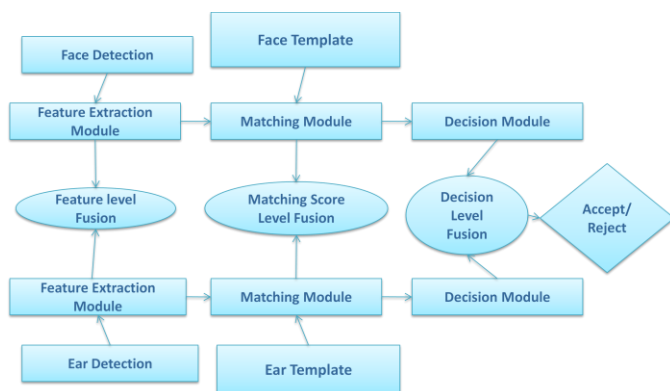 Face Template
Face Detection
Feature Extraction
Module
Matching Module
Decision Module
Feature level
Fusion
Matching Score
Level Fusion
Decision
Level
Fusion
Accept/
Reject
Feature Extraction
Module
Matching Module
Decision Module
Ear Detection
Ear Template